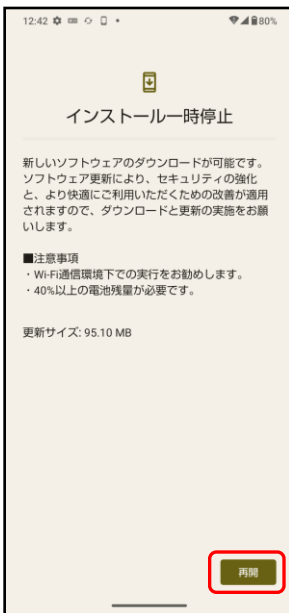 12:42 80%
インストール一時停止
新しいソフトウェアのダウンロードが可能です。
ソフトウェア更新により、セキュリティの強化
と、より快適にご利用いただくための改善が適用
されますので、ダウンロードと更新の実施をお願
いします。
■注意事項
・Wi-Fi通信環境下での実行をお勧めします。
・40%以上の電池残量が必要です。
更新サイズ: 95.10 MB
再開